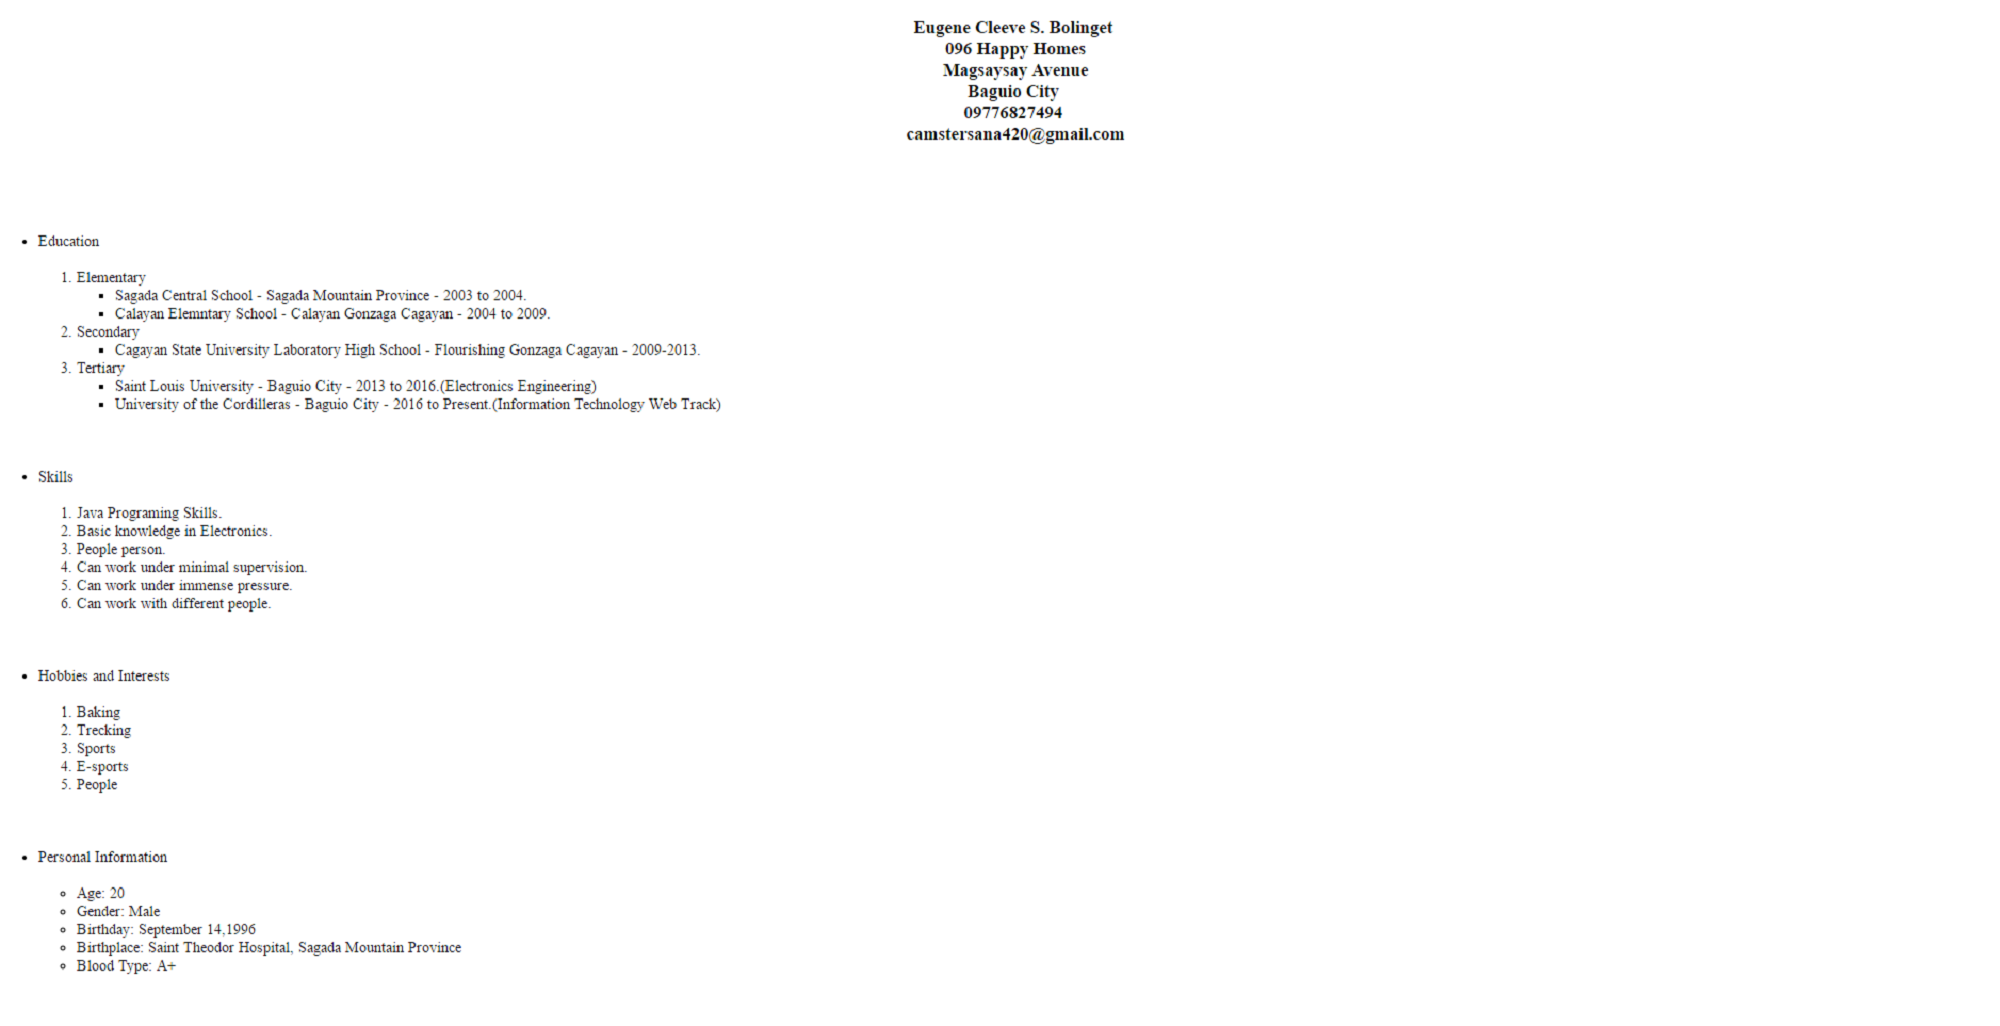 Eugene Cleeve S. Bolinget
096 Happy Homes
Magsaysay Avenue
Baguio City
09776827494
camstersana420@gmail.com
• Education
1. Elementary
▪ Sagada Central School - Sagada Mountain Province - 2003 to 2004.
▪ Calayan Elemntary School - Calayan Gonzaga Cagayan - 2004 to 2009.
2. Secondary
▪ Cagayan State University Laboratory High School - Flourishing Gonzaga Cagayan - 2009-2013.
3. Tertiary
▪ Saint Louis University - Baguio City - 2013 to 2016.(Electronics Engineering)
▪ University of the Cordilleras - Baguio City - 2016 to Present.(Information Technology Web Track)
• Skills
1. Java Programing Skills.
2. Basic knowledge in Electronics.
3. People person.
4. Can work under minimal supervision.
5. Can work under immense pressure.
6. Can work with different people.
• Hobbies and Interests
1. Baking
2. Trecking
3. Sports
4. E-sports
5. People
• Personal Information
◦ Age: 20
◦ Gender: Male
◦ Birthday: September 14,1996
◦ Birthplace: Saint Theodor Hospital, Sagada Mountain Province
◦ Blood Type: A+